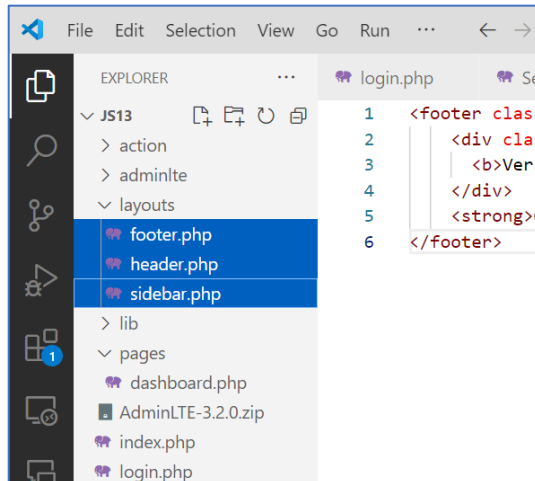 File Edit Selection View Go Run ...
EXPLORER ...
login.php
JS13
action
adminlte
layouts
footer.php
header.php
sidebar.php
lib
pages
dashboard.php
AdminLTE-3.2.0.zip
index.php
login.php
1 <footer clas
2 <div cla
3 <b>Ver
4 </div>
5 <strong>
6 </footer>
1